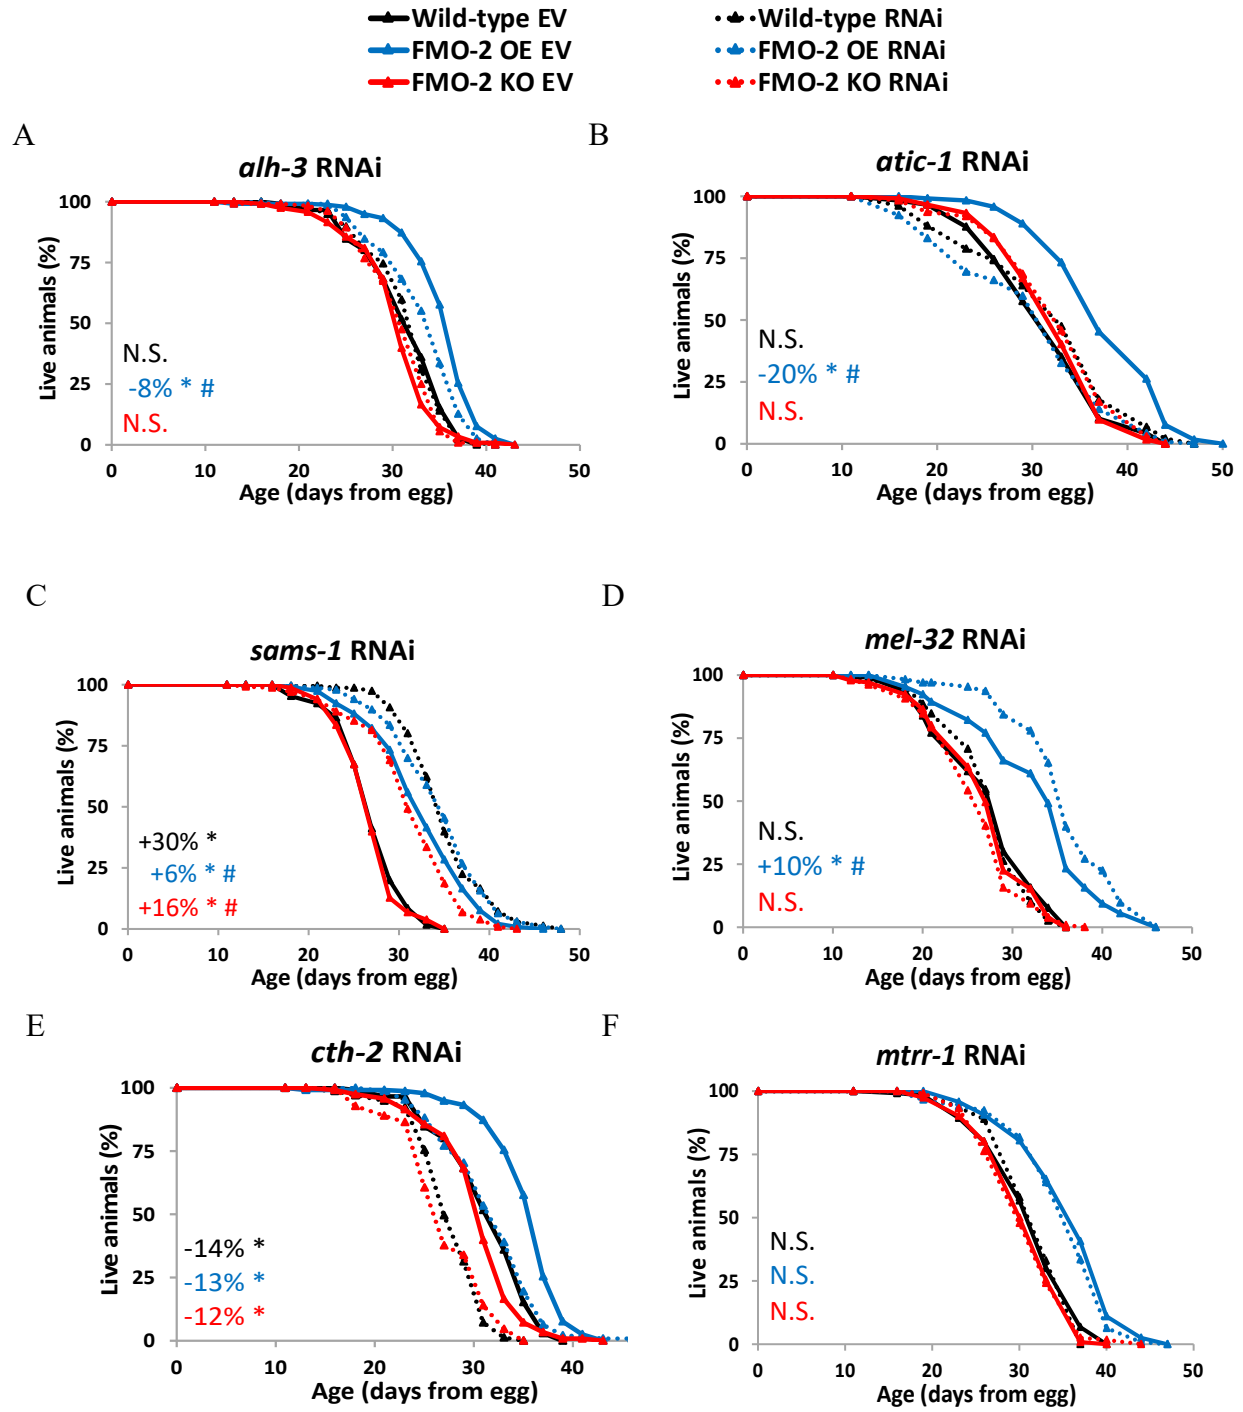 Wild-type EV Wild-type RNAi
FMO-2 OE EV FMO-2 OE RNAi
FMO-2 KO EV FMO-2 KO RNAi
A
alh-3 RNAi
100
75
50
25
0
Live animals (%)
N.S.
-8% * #
N.S.
0 10 20 30 40 50
Age (days from egg)
B
atic-1 RNAi
100
75
50
25
0
Live animals (%)
N.S.
-20% * #
N.S.
0 10 20 30 40 50
Age (days from egg)
C
sams-1 RNAi
100
75
50
25
0
Live animals (%)
+30% *
+6% * #
+16% * #
0 10 20 30 40 50
Age (days from egg)
D
mel-32 RNAi
100
75
50
25
0
Live animals (%)
N.S.
+10% * #
N.S.
0 10 20 30 40 50
Age (days from egg)
E
cth-2 RNAi
100
75
50
25
0
Live animals (%)
-14% *
-13% *
-12% *
0 10 20 30 40
Age (days from egg)
F
mtrr-1 RNAi
100
75
50
25
0
Live animals (%)
N.S.
N.S.
N.S.
0 10 20 30 40 50
Age (days from egg)